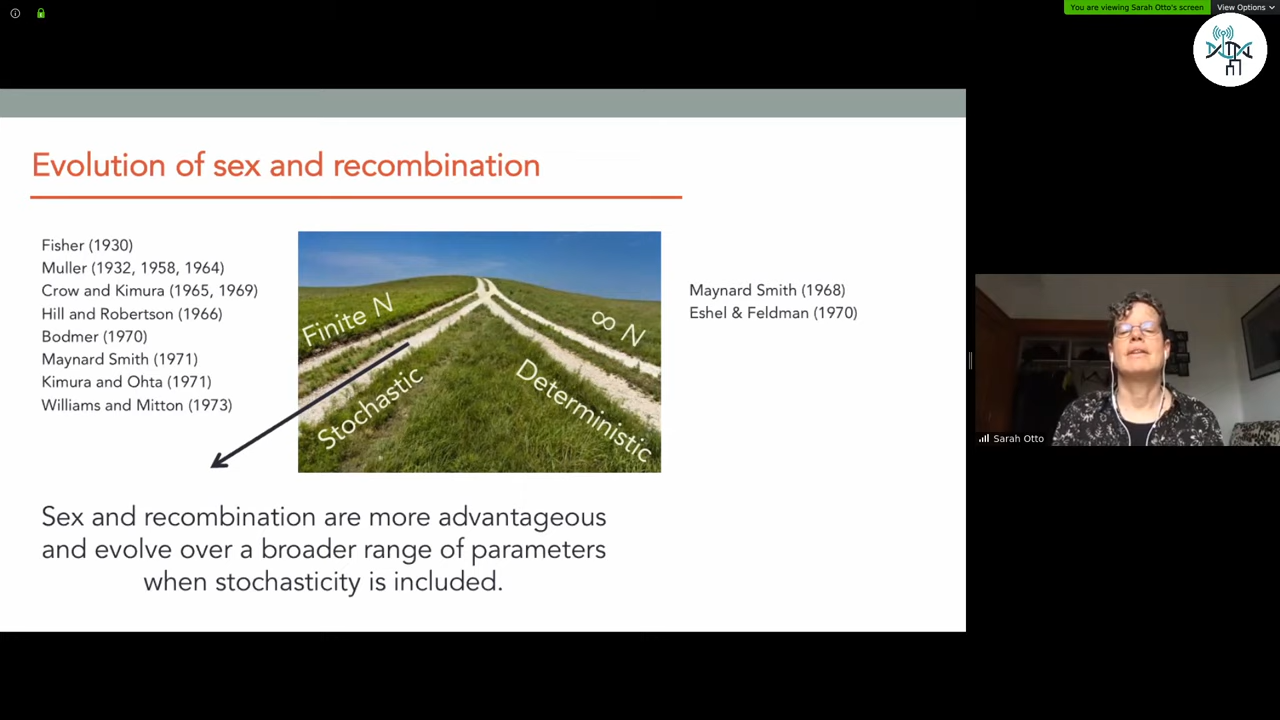 You are viewing Sarah Otto's screen
View Options
Evolution of sex and recombination
Fisher (1930)
Muller (1932, 1958, 1964)
Crow and Kimura (1965, 1969)
Hill and Robertson (1966)
Bodmer (1970)
Maynard Smith (1971)
Kimura and Ohta (1971)
Williams and Mitton (1973)
Finite N
Stochastic
∞ N
Deterministic
Maynard Smith (1968)
Eshel & Feldman (1970)
Sarah Otto
Sex and recombination are more advantageous
and evolve over a broader range of parameters
when stochasticity is included.